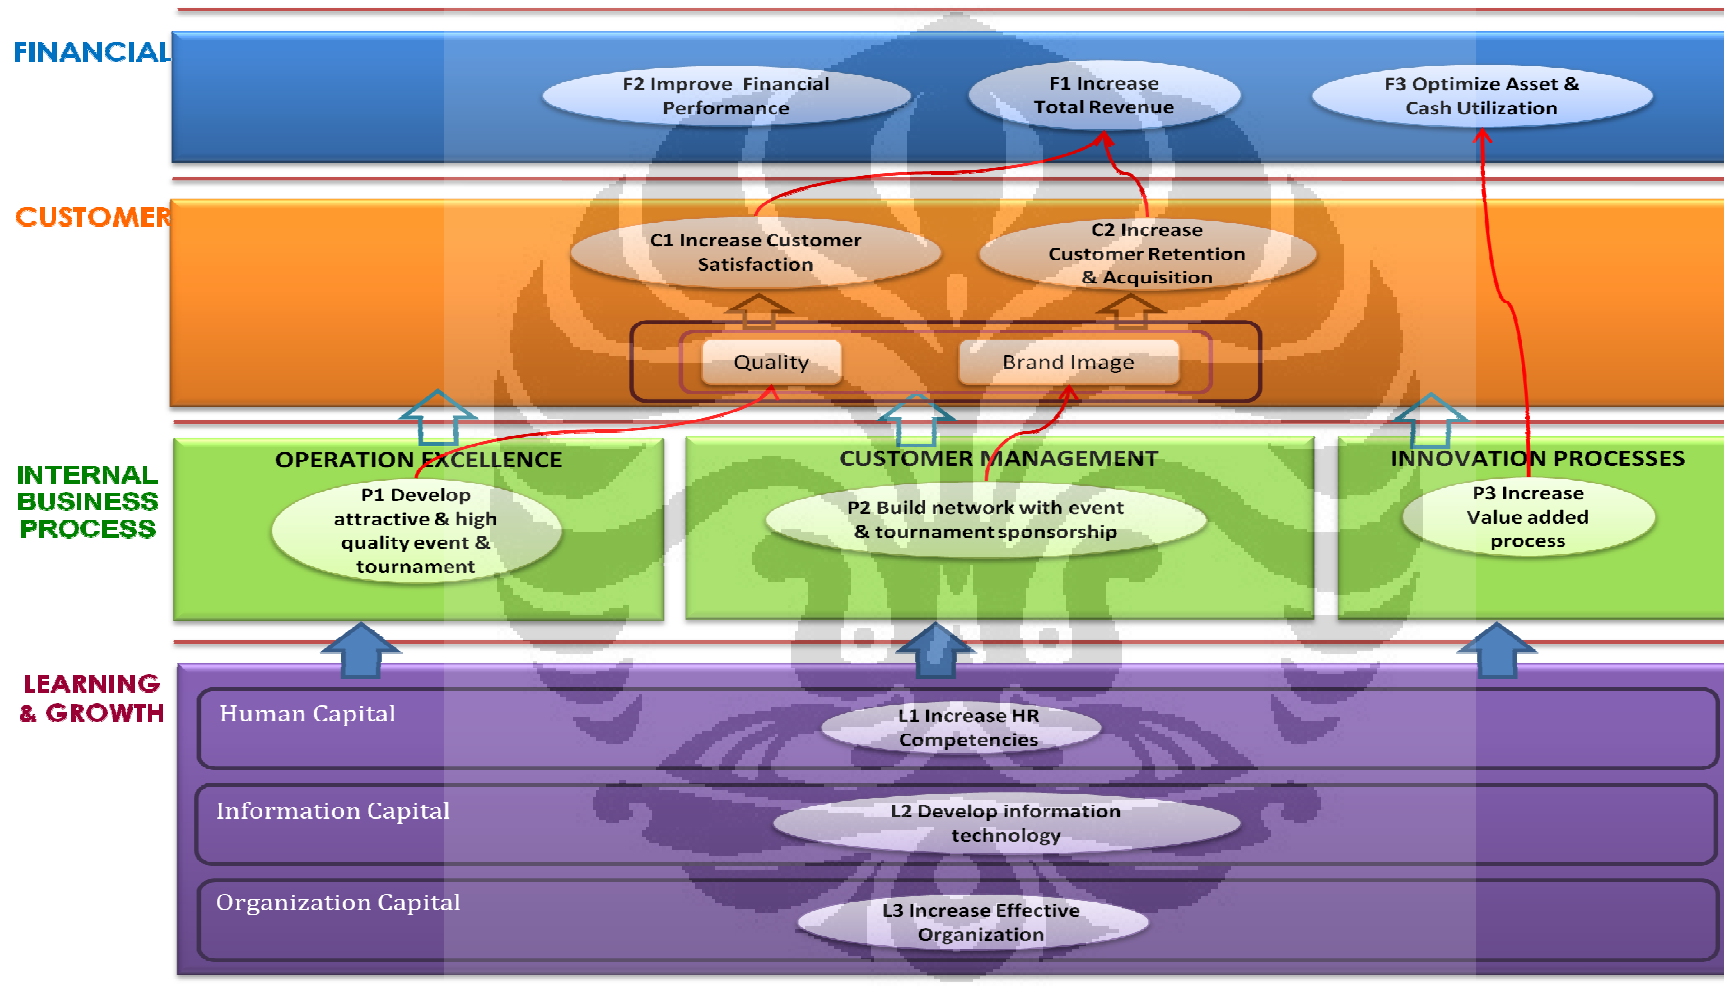 FINANCIAL
F2 Improve Financial
Performance
F1 Increase
Total Revenue
F3 Optimize Asset &
Cash Utilization
CUSTOMER
C1 Increase Customer
Satisfaction
C2 Increase
Customer Retention
& Acquisition
Quality
Brand Image
INTERNAL
BUSINESS
PROCESS
OPERATION EXCELLENCE
P1 Develop
attractive & high
quality event &
tournament
CUSTOMER MANAGEMENT
P2 Build network with event
& tournament sponsorship
INNOVATION PROCESSES
P3 Increase
Value added
process
LEARNING
& GROWTH
Human Capital
L1 Increase HR
Competencies
Information Capital
L2 Develop information
technology
Organization Capital
L3 Increase Effective
Organization